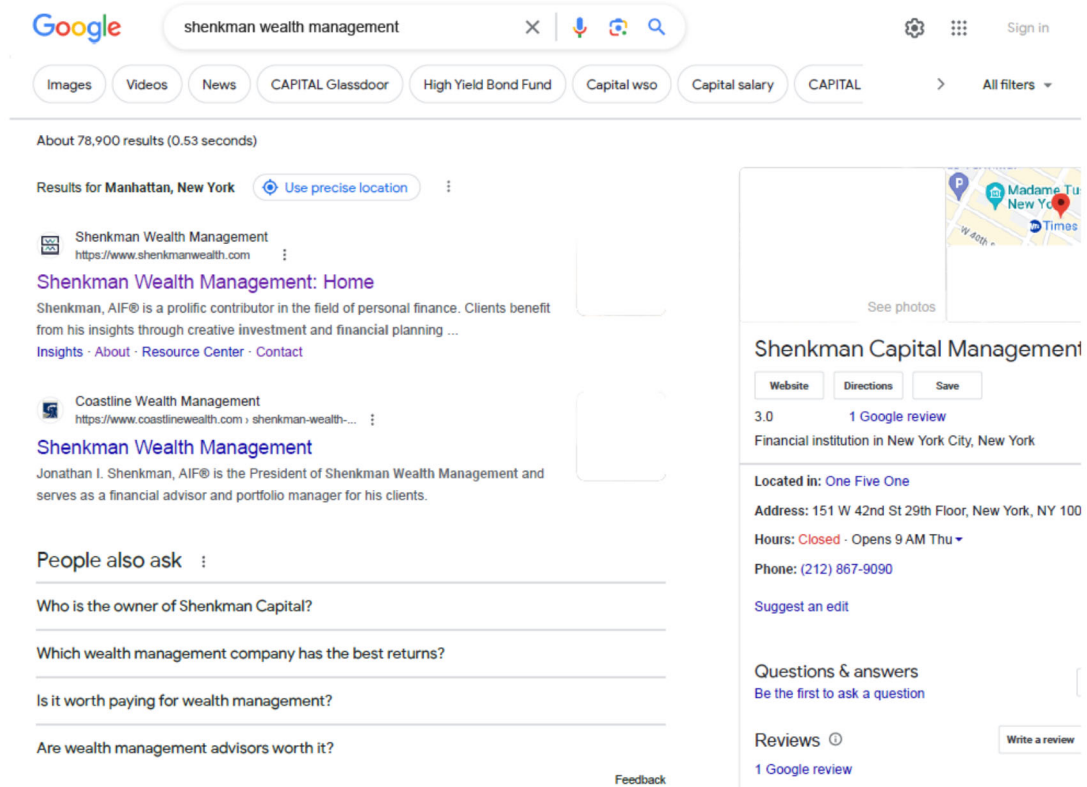 Google
shenkman wealth management
Sign in
Images
Videos
News
CAPITAL Glassdoor
High Yield Bond Fund
Capital wso
Capital salary
CAPITAL
All filters
About 78,900 results (0.53 seconds)
Results for Manhattan, New York
Use precise location
Shenkman Wealth Management
https://www.shenkmanwealth.com
Shenkman Wealth Management: Home
Shenkman, AIF® is a prolific contributor in the field of personal finance. Clients benefit
from his insights through creative investment and financial planning ...
Insights · About · Resource Center · Contact
Coastline Wealth Management
https://www.coastlinewealth.com › shenkman-wealth-...
Shenkman Wealth Management
Jonathan I. Shenkman, AIF® is the President of Shenkman Wealth Management and
serves as a financial advisor and portfolio manager for his clients.
People also ask
Who is the owner of Shenkman Capital?
Which wealth management company has the best returns?
Is it worth paying for wealth management?
Are wealth management advisors worth it?
Feedback
P
Madame Tus
New Yo
Times
W 40th
See photos
Shenkman Capital Management
Website
Directions
Save
3.0
1 Google review
Financial institution in New York City, New York
Located in: One Five One
Address: 151 W 42nd St 29th Floor, New York, NY 100
Hours: Closed · Opens 9 AM Thu
Phone: (212) 867-9090
Suggest an edit
Questions & answers
Be the first to ask a question
Reviews
Write a review
1 Google review